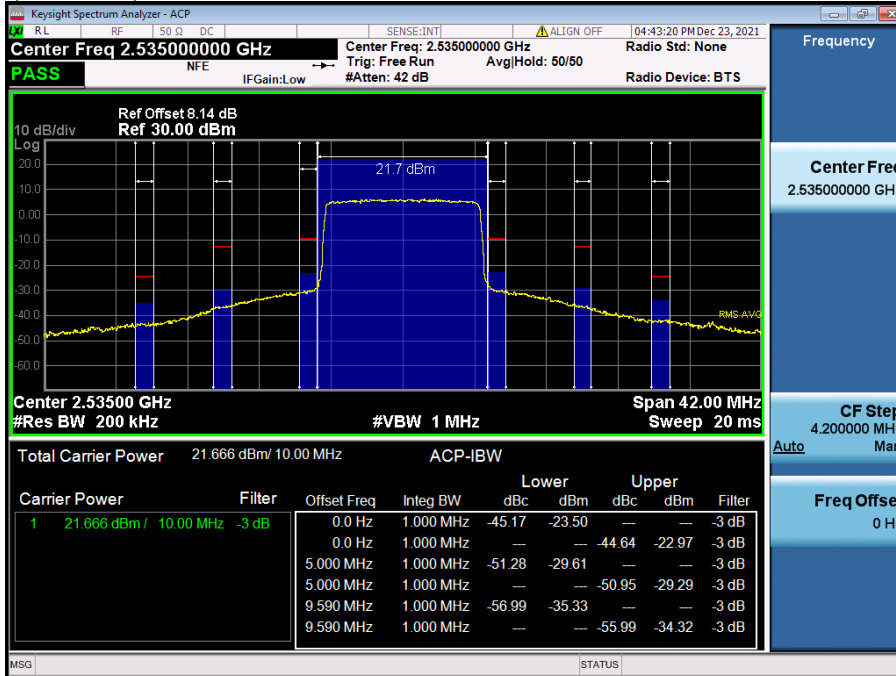 Keysight Spectrum Analyzer - ACP
LXI RL RF 50 Ω DC SENSE:INT ALIGN OFF 04:43:20 PM Dec 23, 2021
Center Freq 2.535000000 GHz Center Freq: 2.535000000 GHz Radio Std: None
NFE Trig: Free Run Avg|Hold: 50/50
PASS IFGain:Low #Atten: 42 dB Radio Device: BTS
Frequency
Ref Offset 8.14 dB
10 dB/div Ref 30.00 dBm
Log
20.0
10.0
0.00
-10.0
-20.0
-30.0
-40.0
-50.0
-60.0
21.7 dBm
RMS AVG
Center 2.53500 GHz Span 42.00 MHz
#Res BW 200 kHz #VBW 1 MHz Sweep 20 ms
Total Carrier Power 21.666 dBm/ 10.00 MHz ACP-IBW
Lower Upper
Carrier Power Filter Offset Freq Integ BW dBc dBm dBc dBm Filter
1 21.666 dBm / 10.00 MHz -3 dB 0.0 Hz 1.000 MHz -45.17 -23.50 --- --- -3 dB
0.0 Hz 1.000 MHz --- --- -44.64 -22.97 -3 dB
5.000 MHz 1.000 MHz -51.28 -29.61 --- --- -3 dB
5.000 MHz 1.000 MHz --- --- -50.95 -29.29 -3 dB
9.590 MHz 1.000 MHz -56.99 -35.33 --- --- -3 dB
9.590 MHz 1.000 MHz --- --- -55.99 -34.32 -3 dB
Center Freq
2.535000000 GH
CF Step
4.200000 MH
Auto Man
Freq Offse
0 H
MSG STATUS